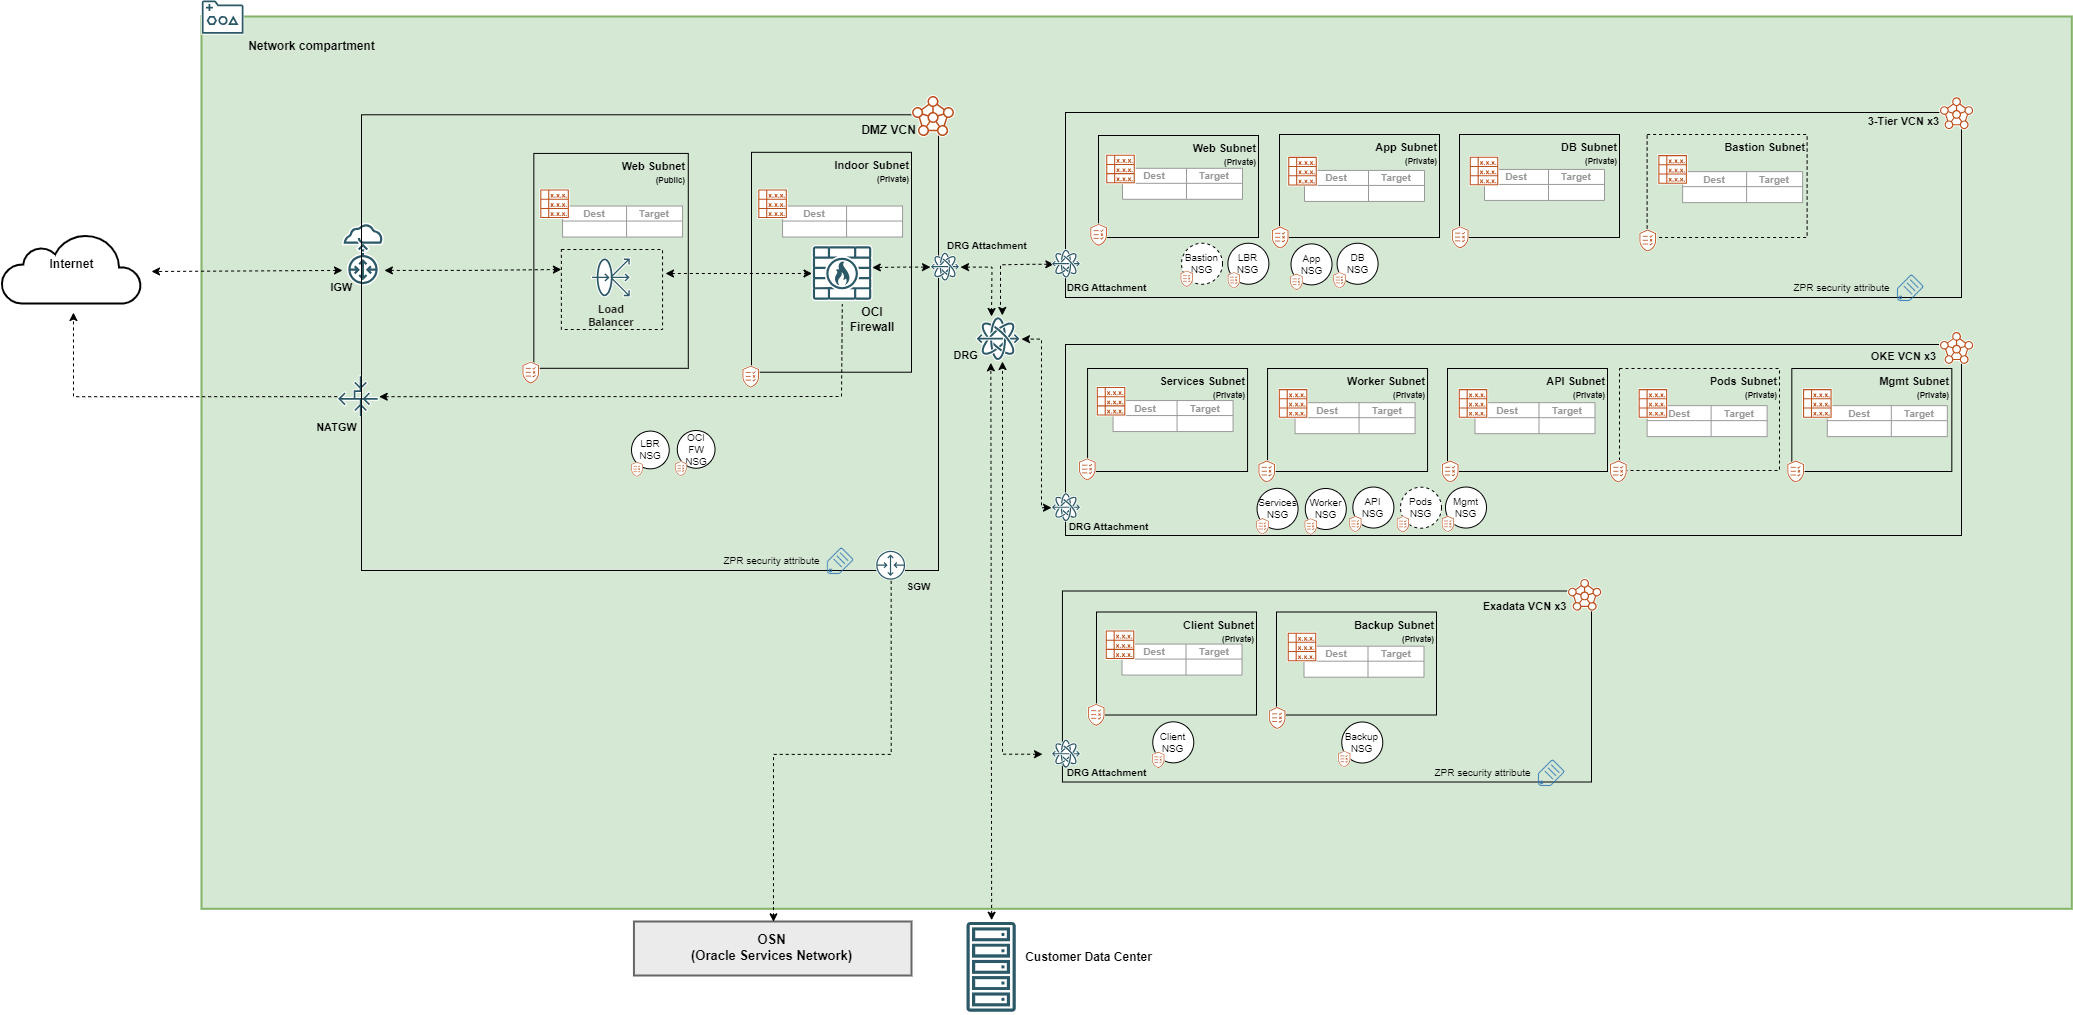 Network compartment
Internet
IGW
NATGW
DMZ VCN
Web Subnet
(Public)
x.x.x.
x.x.x.
x.x.x.
Dest
Target
Load
Balancer
Indoor Subnet
(Private)
x.x.x.
x.x.x.
x.x.x.
Dest
OCI
Firewall
LBR
NSG
OCI
FW
NSG
ZPR security attribute
SGW
DRG Attachment
DRG
3-Tier VCN x3
Web Subnet
(Private)
x.x.x.
x.x.x.
x.x.x.
Dest
Target
App Subnet
(Private)
x.x.x.
x.x.x.
x.x.x.
Dest
Target
DB Subnet
(Private)
x.x.x.
x.x.x.
x.x.x.
Dest
Target
Bastion Subnet
x.x.x.
x.x.x.
x.x.x.
Dest
Target
Bastion
NSG
LBR
NSG
App
NSG
DB
NSG
DRG Attachment
ZPR security attribute
OKE VCN x3
Services Subnet
(Private)
x.x.x.
x.x.x.
x.x.x.
Dest
Target
Worker Subnet
(Private)
x.x.x.
x.x.x.
x.x.x.
Dest
Target
API Subnet
(Private)
x.x.x.
x.x.x.
x.x.x.
Dest
Target
Pods Subnet
(Private)
x.x.x.
x.x.x.
x.x.x.
Dest
Target
Mgmt Subnet
(Private)
x.x.x.
x.x.x.
x.x.x.
Dest
Target
Services
NSG
Worker
NSG
API
NSG
Pods
NSG
Mgmt
NSG
DRG Attachment
Exadata VCN x3
Client Subnet
(Private)
x.x.x.
x.x.x.
x.x.x.
Dest
Target
Backup Subnet
(Private)
x.x.x.
x.x.x.
x.x.x.
Dest
Target
Client
NSG
Backup
NSG
DRG Attachment
ZPR security attribute
OSN
(Oracle Services Network)
Customer Data Center